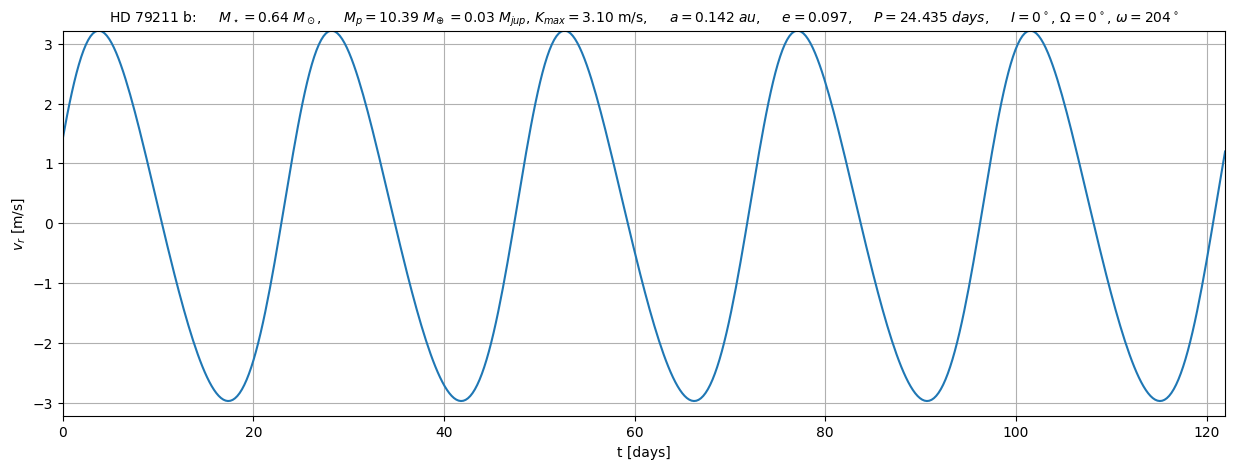 HD 79211 b: M⋆ = 0.64 M⊙, Mp = 10.39 M⊕ = 0.03 Mjup, Kmax = 3.10 m/s, a = 0.142 au, e = 0.097, P = 24.435 days, I = 0°, Ω = 0°, ω = 204°
3
2
1
0
−1
−2
−3
vr [m/s]
0 20 40 60 80 100 120
t [days]